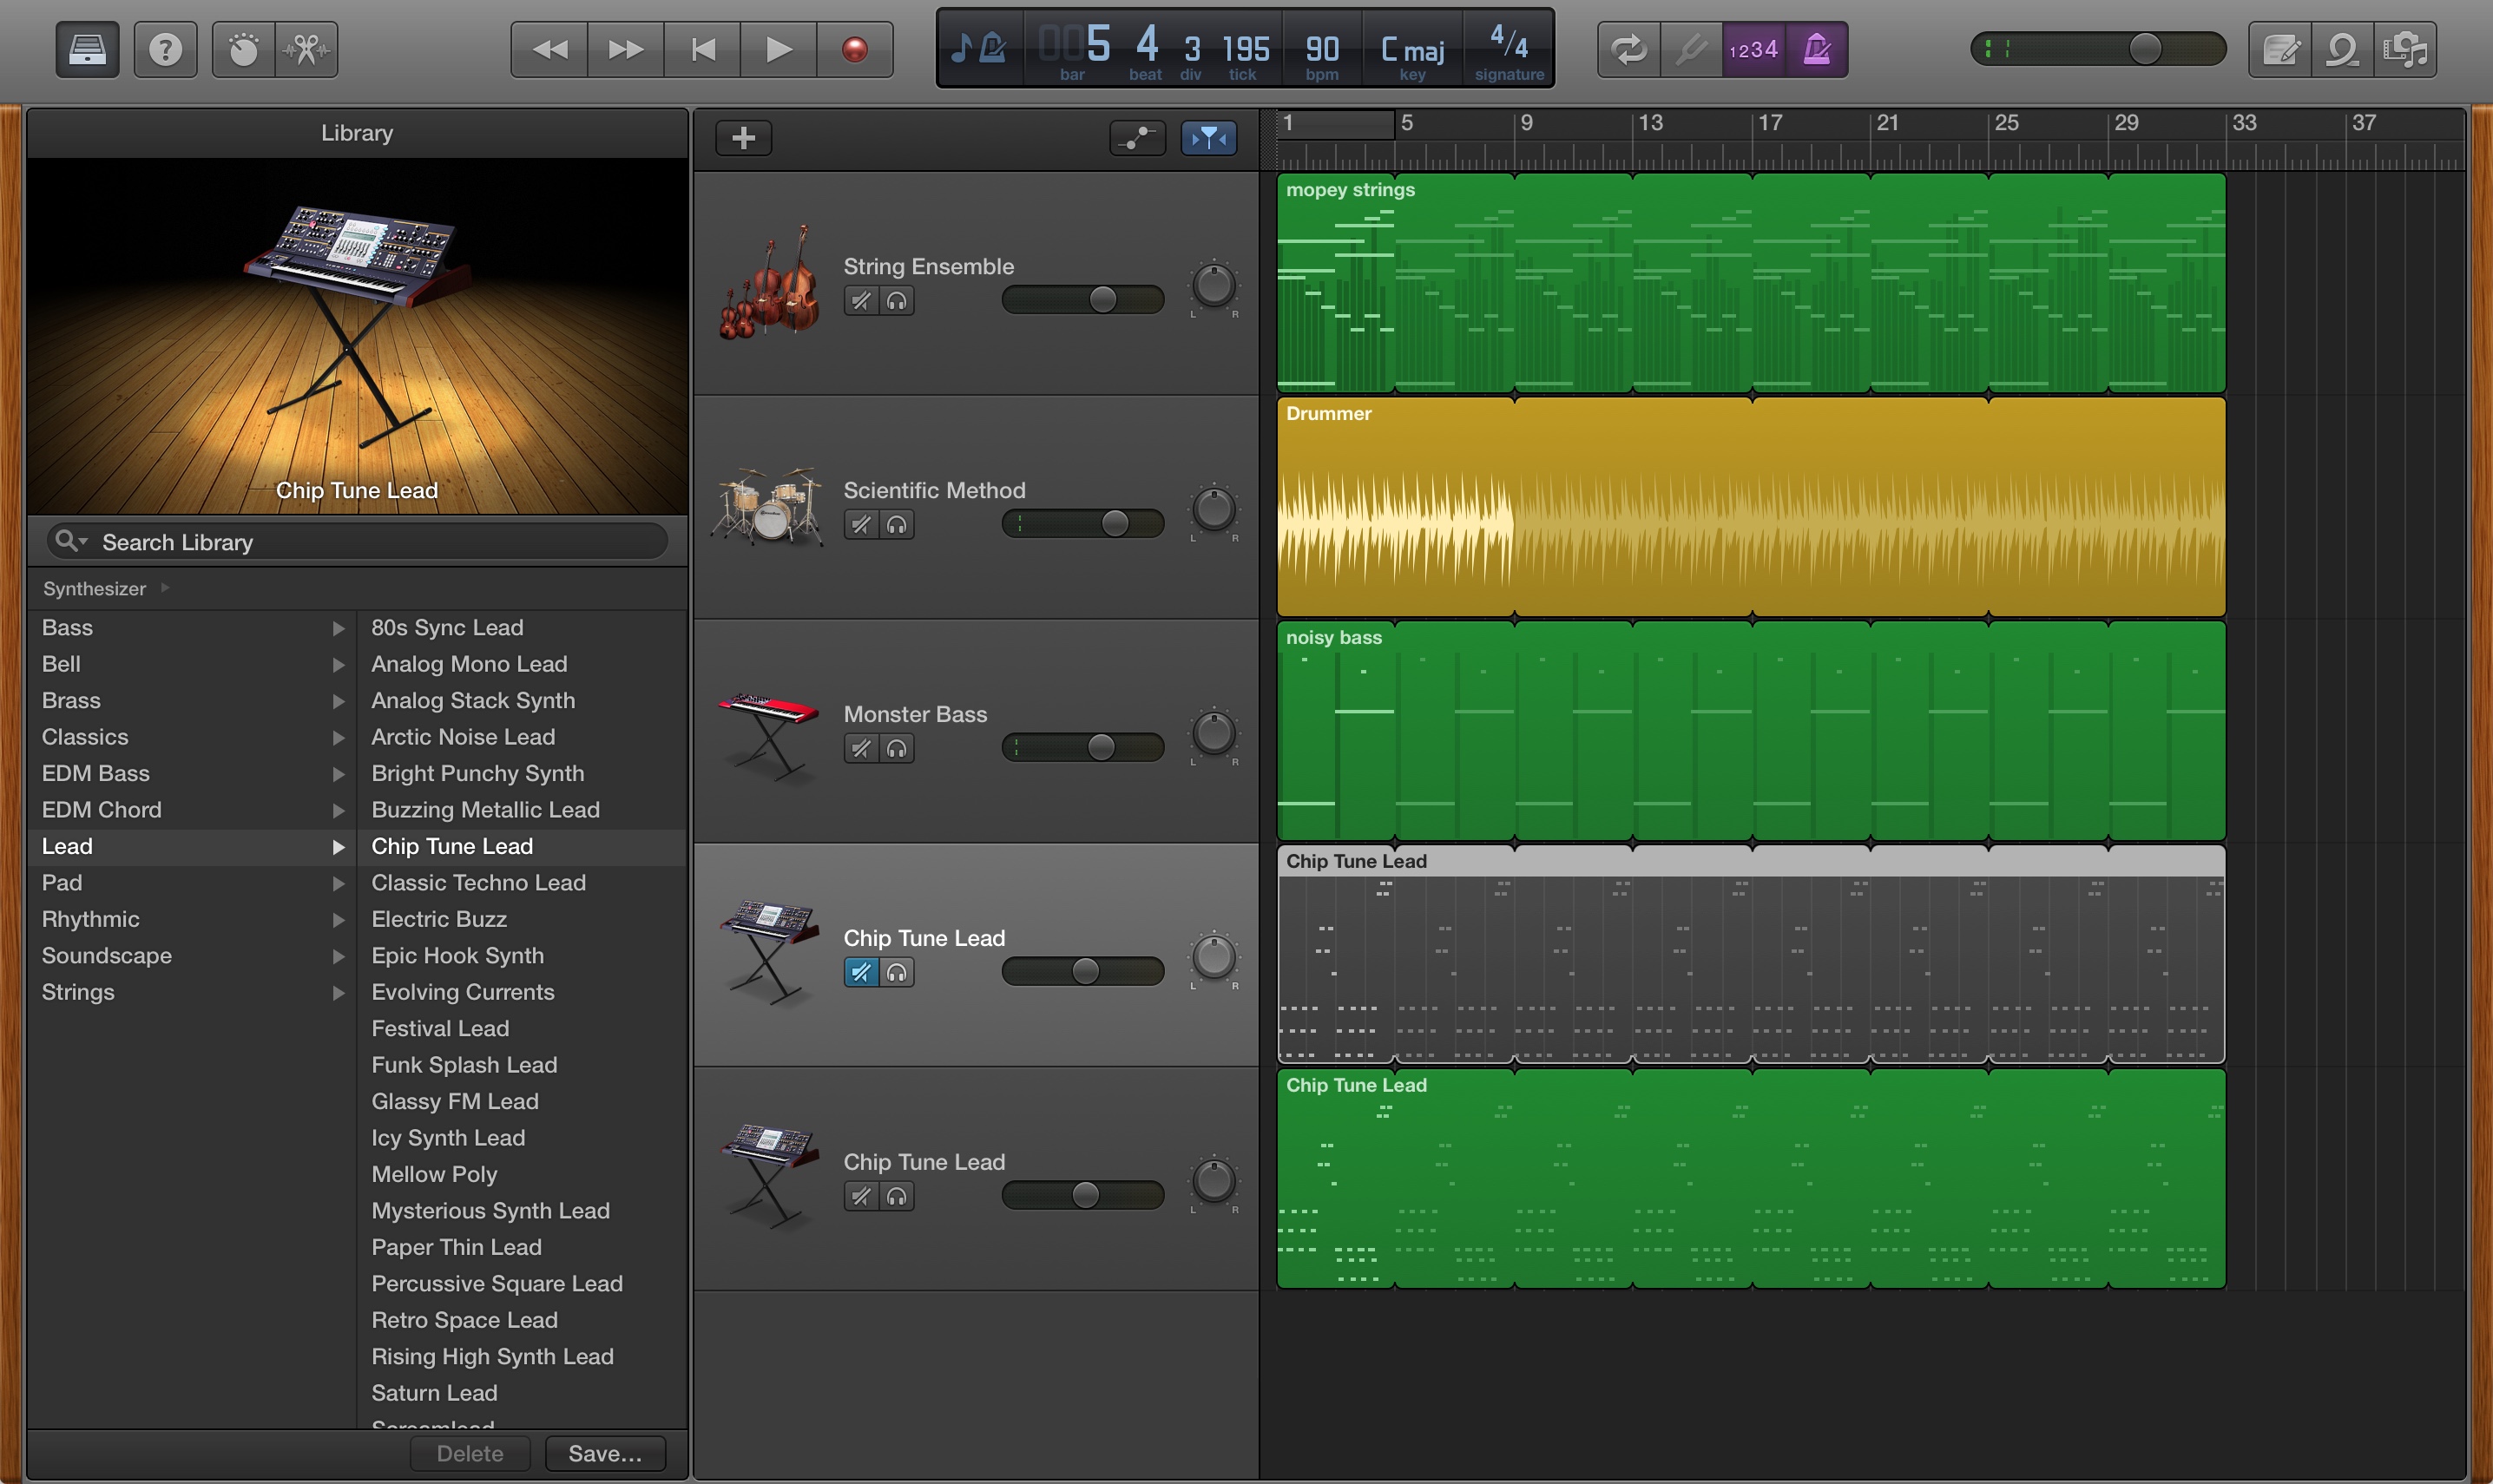 005 4 3 195 90 C maj 4/4
bar beat div tick bpm key signature
1234
Library
Chip Tune Lead
Search Library
Synthesizer
Bass
Bell
Brass
Classics
EDM Bass
EDM Chord
Lead
Pad
Rhythmic
Soundscape
Strings
80s Sync Lead
Analog Mono Lead
Analog Stack Synth
Arctic Noise Lead
Bright Punchy Synth
Buzzing Metallic Lead
Chip Tune Lead
Classic Techno Lead
Electric Buzz
Epic Hook Synth
Evolving Currents
Festival Lead
Funk Splash Lead
Glassy FM Lead
Icy Synth Lead
Mellow Poly
Mysterious Synth Lead
Paper Thin Lead
Percussive Square Lead
Retro Space Lead
Rising High Synth Lead
Saturn Lead
Screamlead
Delete Save...
String Ensemble
L R
Scientific Method
L R
Monster Bass
L R
Chip Tune Lead
L R
Chip Tune Lead
L R
1 5 9 13 17 21 25 29 33 37
mopey strings
Drummer
noisy bass
Chip Tune Lead
Chip Tune Lead